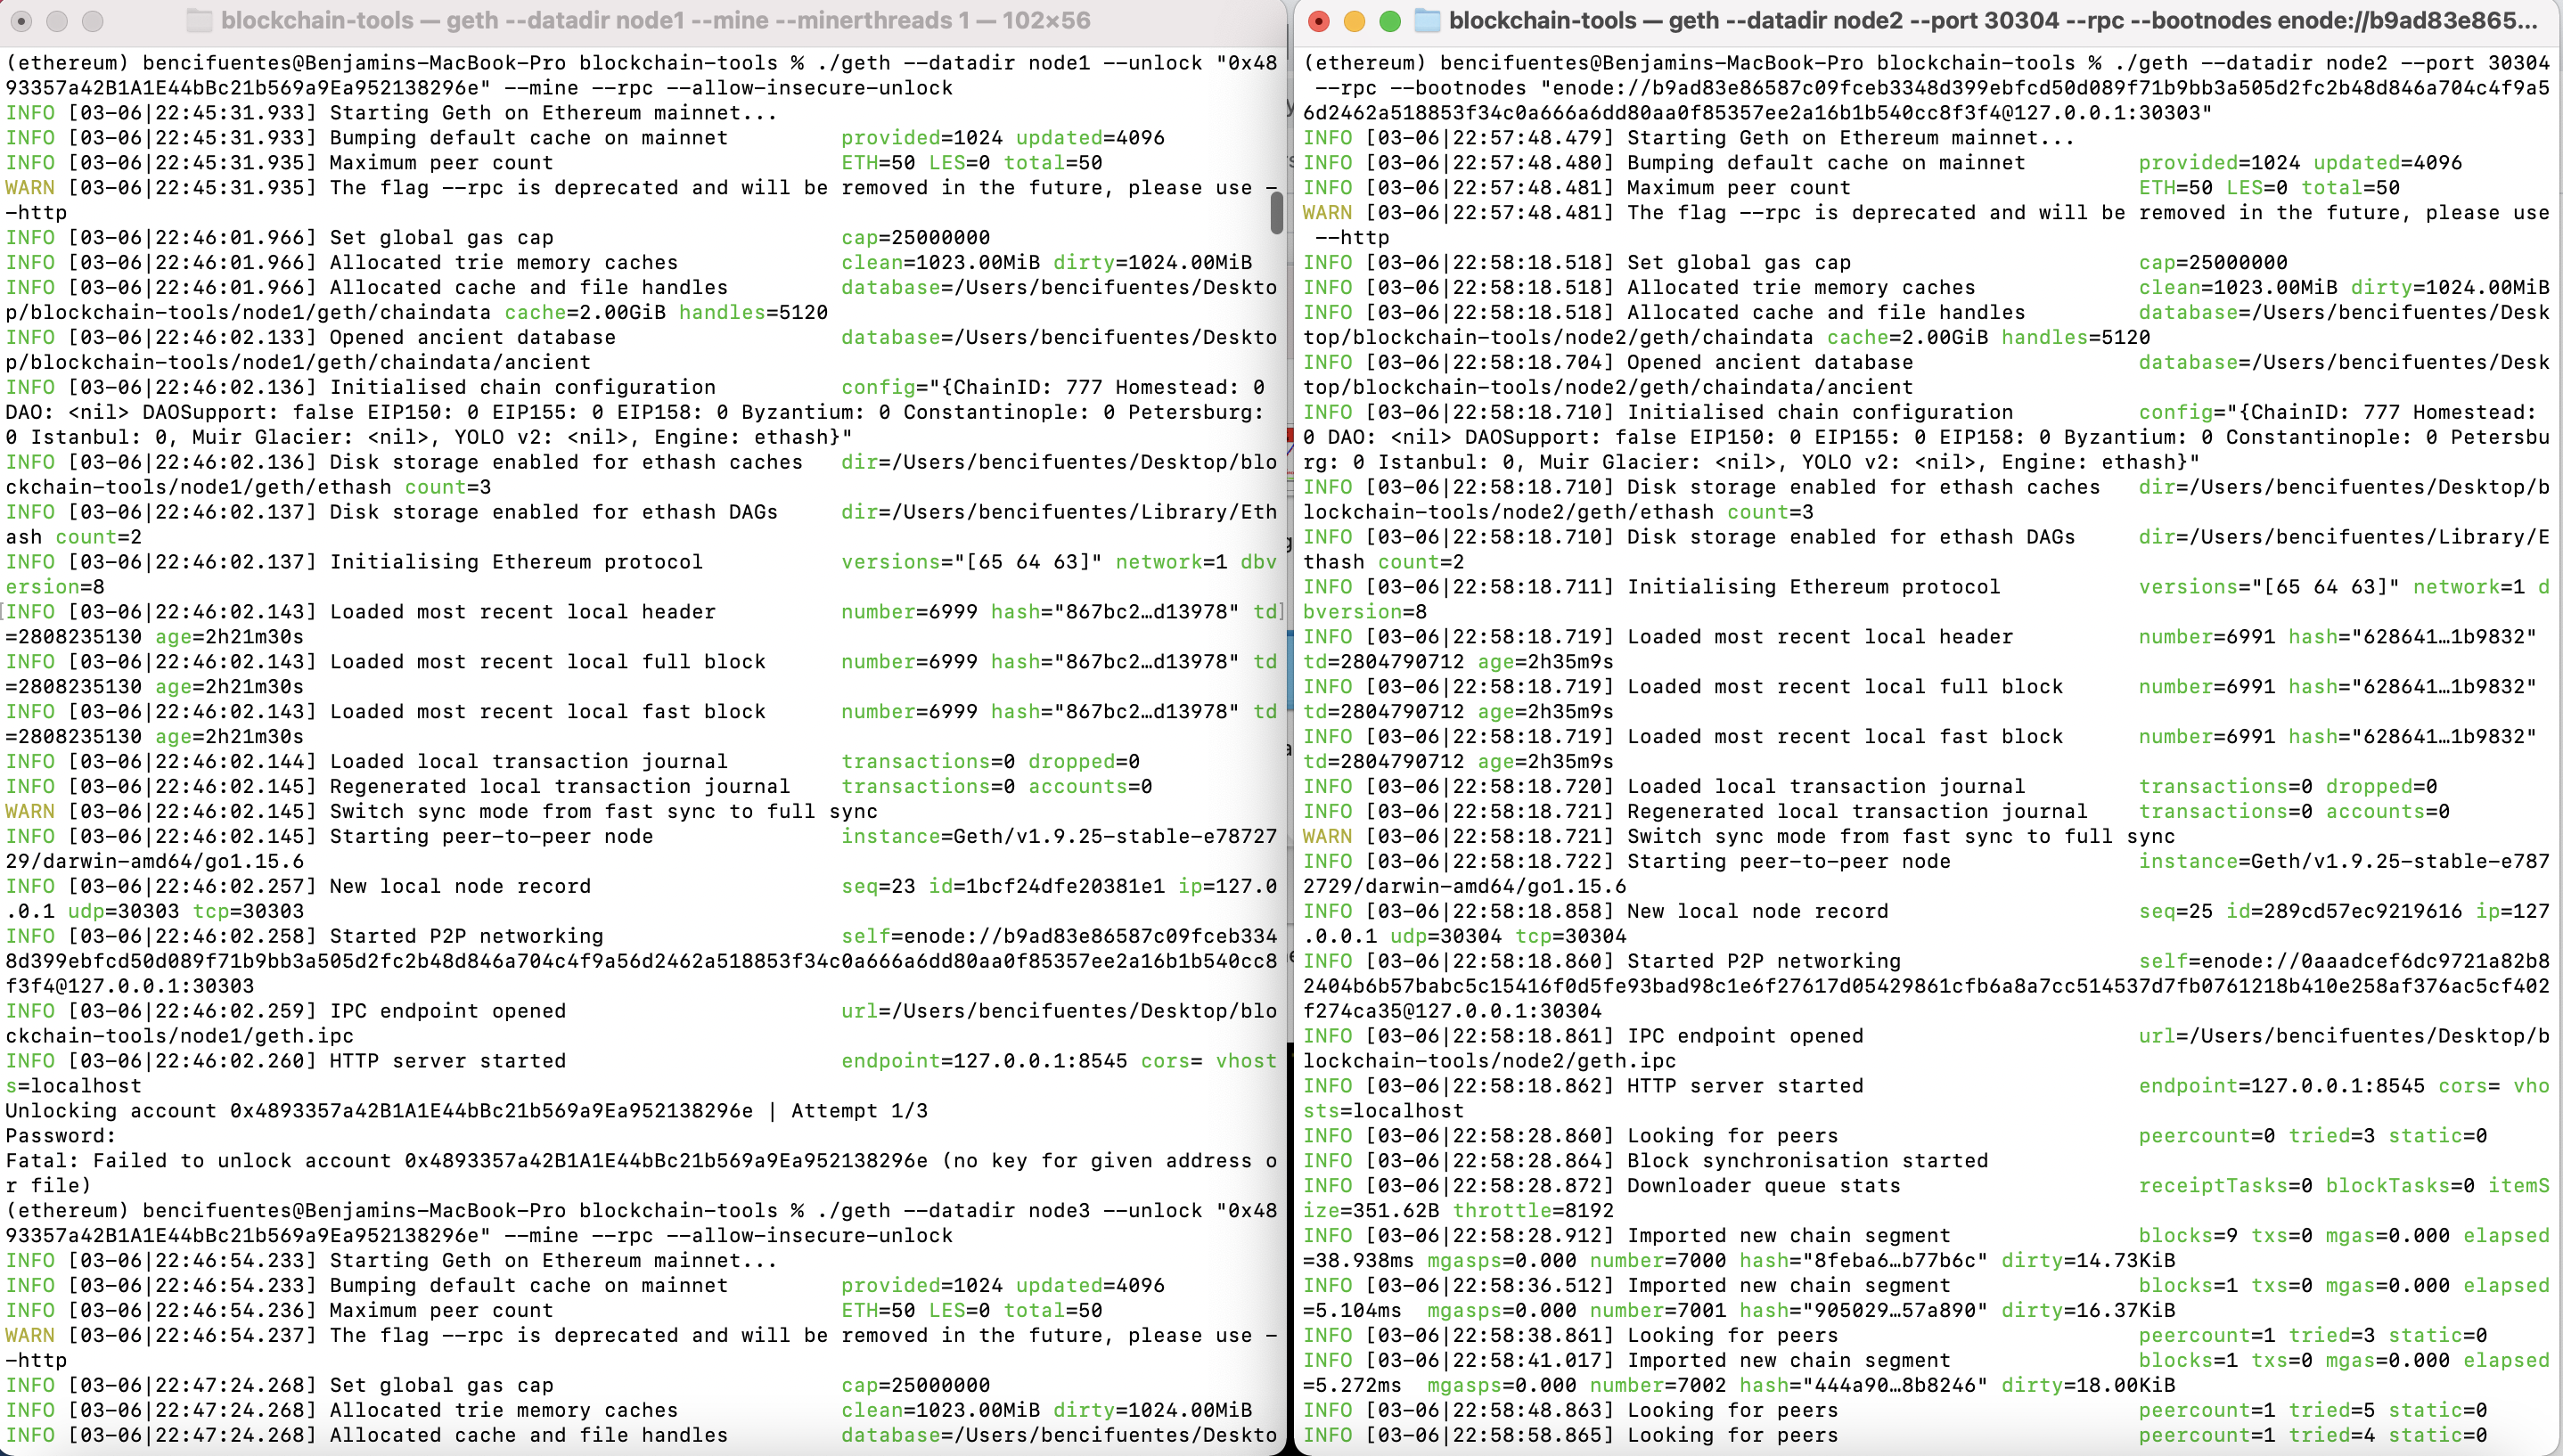 blockchain-tools — geth --datadir node1 --mine --minerthreads 1 — 102×56
(ethereum) bencifuentes@Benjamins-MacBook-Pro blockchain-tools % ./geth --datadir node1 --unlock "0x48
93357a42B1A1E44bBc21b569a9Ea952138296e" --mine --rpc --allow-insecure-unlock
INFO [03-06|22:45:31.933] Starting Geth on Ethereum mainnet...
INFO [03-06|22:45:31.933] Bumping default cache on mainnet         provided=1024 updated=4096
INFO [03-06|22:45:31.935] Maximum peer count                       ETH=50 LES=0 total=50
WARN [03-06|22:45:31.935] The flag --rpc is deprecated and will be removed in the future, please use -
-http
INFO [03-06|22:46:01.966] Set global gas cap                       cap=25000000
INFO [03-06|22:46:01.966] Allocated trie memory caches             clean=1023.00MiB dirty=1024.00MiB
INFO [03-06|22:46:01.966] Allocated cache and file handles         database=/Users/bencifuentes/Deskto
p/blockchain-tools/node1/geth/chaindata cache=2.00GiB handles=5120
INFO [03-06|22:46:02.133] Opened ancient database                  database=/Users/bencifuentes/Deskto
p/blockchain-tools/node1/geth/chaindata/ancient
INFO [03-06|22:46:02.136] Initialised chain configuration          config="{ChainID: 777 Homestead: 0
DAO: <nil> DAOSupport: false EIP150: 0 EIP155: 0 EIP158: 0 Byzantium: 0 Constantinople: 0 Petersburg:
0 Istanbul: 0, Muir Glacier: <nil>, YOLO v2: <nil>, Engine: ethash}"
INFO [03-06|22:46:02.136] Disk storage enabled for ethash caches   dir=/Users/bencifuentes/Desktop/blo
ckchain-tools/node1/geth/ethash count=3
INFO [03-06|22:46:02.137] Disk storage enabled for ethash DAGs     dir=/Users/bencifuentes/Library/Eth
ash count=2
INFO [03-06|22:46:02.137] Initialising Ethereum protocol           versions="[65 64 63]" network=1 dbv
ersion=8
INFO [03-06|22:46:02.143] Loaded most recent local header          number=6999 hash="867bc2…d13978" td
=2808235130 age=2h21m30s
INFO [03-06|22:46:02.143] Loaded most recent local full block      number=6999 hash="867bc2…d13978" td
=2808235130 age=2h21m30s
INFO [03-06|22:46:02.143] Loaded most recent local fast block      number=6999 hash="867bc2…d13978" td
=2808235130 age=2h21m30s
INFO [03-06|22:46:02.144] Loaded local transaction journal         transactions=0 dropped=0
INFO [03-06|22:46:02.145] Regenerated local transaction journal    transactions=0 accounts=0
WARN [03-06|22:46:02.145] Switch sync mode from fast sync to full sync
INFO [03-06|22:46:02.145] Starting peer-to-peer node               instance=Geth/v1.9.25-stable-e78727
29/darwin-amd64/go1.15.6
INFO [03-06|22:46:02.257] New local node record                    seq=23 id=1bcf24dfe20381e1 ip=127.0
.0.1 udp=30303 tcp=30303
INFO [03-06|22:46:02.258] Started P2P networking                   self=enode://b9ad83e86587c09fceb334
8d399ebfcd50d089f71b9bb3a505d2fc2b48d846a704c4f9a56d2462a518853f34c0a666a6dd80aa0f85357ee2a16b1b540cc8
f3f4@127.0.0.1:30303
INFO [03-06|22:46:02.259] IPC endpoint opened                      url=/Users/bencifuentes/Desktop/blo
ckchain-tools/node1/geth.ipc
INFO [03-06|22:46:02.260] HTTP server started                      endpoint=127.0.0.1:8545 cors= vhost
s=localhost
Unlocking account 0x4893357a42B1A1E44bBc21b569a9Ea952138296e | Attempt 1/3
Password:
Fatal: Failed to unlock account 0x4893357a42B1A1E44bBc21b569a9Ea952138296e (no key for given address o
r file)
(ethereum) bencifuentes@Benjamins-MacBook-Pro blockchain-tools % ./geth --datadir node3 --unlock "0x48
93357a42B1A1E44bBc21b569a9Ea952138296e" --mine --rpc --allow-insecure-unlock
INFO [03-06|22:46:54.233] Starting Geth on Ethereum mainnet...
INFO [03-06|22:46:54.233] Bumping default cache on mainnet         provided=1024 updated=4096
INFO [03-06|22:46:54.236] Maximum peer count                       ETH=50 LES=0 total=50
WARN [03-06|22:46:54.237] The flag --rpc is deprecated and will be removed in the future, please use -
-http
INFO [03-06|22:47:24.268] Set global gas cap                       cap=25000000
INFO [03-06|22:47:24.268] Allocated trie memory caches             clean=1023.00MiB dirty=1024.00MiB
INFO [03-06|22:47:24.268] Allocated cache and file handles         database=/Users/bencifuentes/Deskto
blockchain-tools — geth --datadir node2 --port 30304 --rpc --bootnodes enode://b9ad83e865...
(ethereum) bencifuentes@Benjamins-MacBook-Pro blockchain-tools % ./geth --datadir node2 --port 30304
 --rpc --bootnodes "enode://b9ad83e86587c09fceb3348d399ebfcd50d089f71b9bb3a505d2fc2b48d846a704c4f9a5
6d2462a518853f34c0a666a6dd80aa0f85357ee2a16b1b540cc8f3f4@127.0.0.1:30303"
INFO [03-06|22:57:48.479] Starting Geth on Ethereum mainnet...
INFO [03-06|22:57:48.480] Bumping default cache on mainnet         provided=1024 updated=4096
INFO [03-06|22:57:48.481] Maximum peer count                       ETH=50 LES=0 total=50
WARN [03-06|22:57:48.481] The flag --rpc is deprecated and will be removed in the future, please use
 --http
INFO [03-06|22:58:18.518] Set global gas cap                       cap=25000000
INFO [03-06|22:58:18.518] Allocated trie memory caches             clean=1023.00MiB dirty=1024.00MiB
INFO [03-06|22:58:18.518] Allocated cache and file handles         database=/Users/bencifuentes/Desk
top/blockchain-tools/node2/geth/chaindata cache=2.00GiB handles=5120
INFO [03-06|22:58:18.704] Opened ancient database                  database=/Users/bencifuentes/Desk
top/blockchain-tools/node2/geth/chaindata/ancient
INFO [03-06|22:58:18.710] Initialised chain configuration          config="{ChainID: 777 Homestead:
0 DAO: <nil> DAOSupport: false EIP150: 0 EIP155: 0 EIP158: 0 Byzantium: 0 Constantinople: 0 Petersbu
rg: 0 Istanbul: 0, Muir Glacier: <nil>, YOLO v2: <nil>, Engine: ethash}"
INFO [03-06|22:58:18.710] Disk storage enabled for ethash caches   dir=/Users/bencifuentes/Desktop/b
lockchain-tools/node2/geth/ethash count=3
INFO [03-06|22:58:18.710] Disk storage enabled for ethash DAGs     dir=/Users/bencifuentes/Library/E
thash count=2
INFO [03-06|22:58:18.711] Initialising Ethereum protocol           versions="[65 64 63]" network=1 d
bversion=8
INFO [03-06|22:58:18.719] Loaded most recent local header          number=6991 hash="628641…1b9832"
td=2804790712 age=2h35m9s
INFO [03-06|22:58:18.719] Loaded most recent local full block      number=6991 hash="628641…1b9832"
td=2804790712 age=2h35m9s
INFO [03-06|22:58:18.719] Loaded most recent local fast block      number=6991 hash="628641…1b9832"
td=2804790712 age=2h35m9s
INFO [03-06|22:58:18.720] Loaded local transaction journal         transactions=0 dropped=0
INFO [03-06|22:58:18.721] Regenerated local transaction journal    transactions=0 accounts=0
WARN [03-06|22:58:18.721] Switch sync mode from fast sync to full sync
INFO [03-06|22:58:18.722] Starting peer-to-peer node               instance=Geth/v1.9.25-stable-e787
2729/darwin-amd64/go1.15.6
INFO [03-06|22:58:18.858] New local node record                    seq=25 id=289cd57ec9219616 ip=127
.0.0.1 udp=30304 tcp=30304
INFO [03-06|22:58:18.860] Started P2P networking                   self=enode://0aaadcef6dc9721a82b8
2404b6b57babc5c15416f0d5fe93bad98c1e6f27617d05429861cfb6a8a7cc514537d7fb0761218b410e258af376ac5cf402
f274ca35@127.0.0.1:30304
INFO [03-06|22:58:18.861] IPC endpoint opened                      url=/Users/bencifuentes/Desktop/b
lockchain-tools/node2/geth.ipc
INFO [03-06|22:58:18.862] HTTP server started                      endpoint=127.0.0.1:8545 cors= vho
sts=localhost
INFO [03-06|22:58:28.860] Looking for peers                        peercount=0 tried=3 static=0
INFO [03-06|22:58:28.864] Block synchronisation started
INFO [03-06|22:58:28.872] Downloader queue stats                   receiptTasks=0 blockTasks=0 itemS
ize=351.62B throttle=8192
INFO [03-06|22:58:28.912] Imported new chain segment               blocks=9 txs=0 mgas=0.000 elapsed
=38.938ms mgasps=0.000 number=7000 hash="8feba6…b77b6c" dirty=14.73KiB
INFO [03-06|22:58:36.512] Imported new chain segment               blocks=1 txs=0 mgas=0.000 elapsed
=5.104ms  mgasps=0.000 number=7001 hash="905029…57a890" dirty=16.37KiB
INFO [03-06|22:58:38.861] Looking for peers                        peercount=1 tried=3 static=0
INFO [03-06|22:58:41.017] Imported new chain segment               blocks=1 txs=0 mgas=0.000 elapsed
=5.272ms  mgasps=0.000 number=7002 hash="444a90…8b8246" dirty=18.00KiB
INFO [03-06|22:58:48.863] Looking for peers                        peercount=1 tried=5 static=0
INFO [03-06|22:58:58.865] Looking for peers                        peercount=1 tried=4 static=0